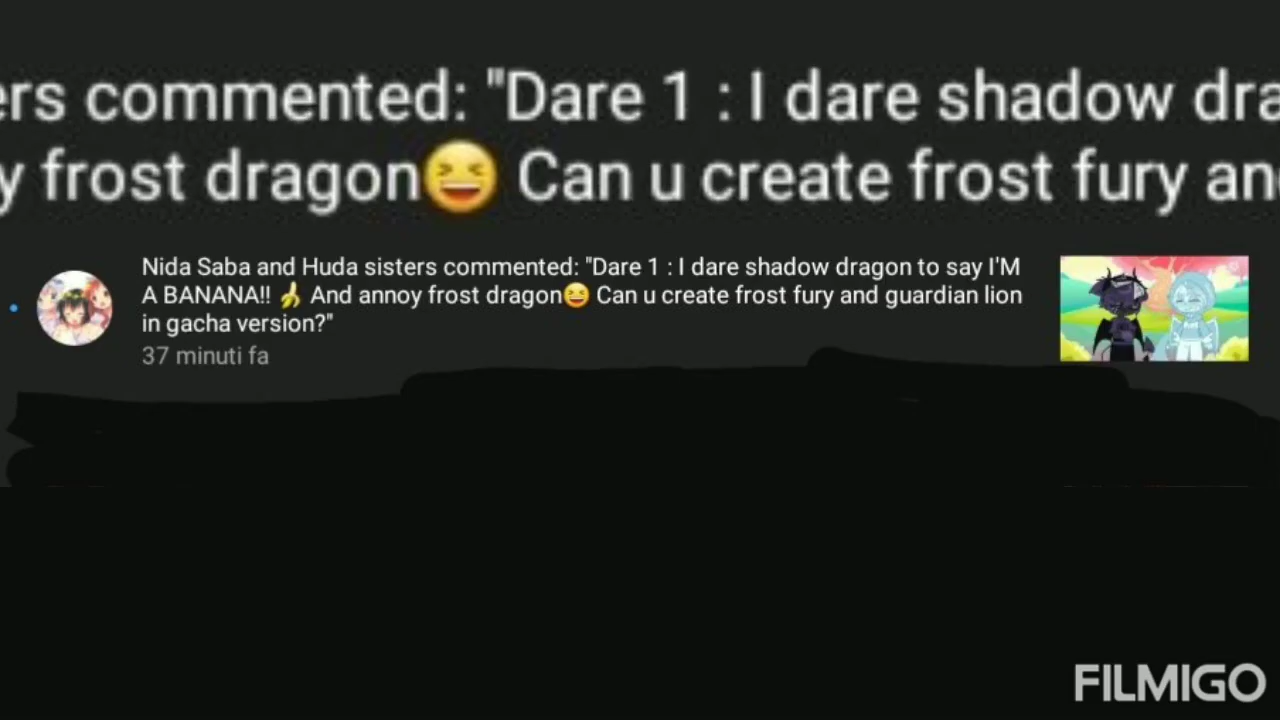 ers commented: "Dare 1 : I dare shadow dra
y frost dragon😆 Can u create frost fury an
Nida Saba and Huda sisters commented: "Dare 1 : I dare shadow dragon to say I'M
A BANANA!! 🍌 And annoy frost dragon😆 Can u create frost fury and guardian lion
in gacha version?"
37 minuti fa
FILMIGO